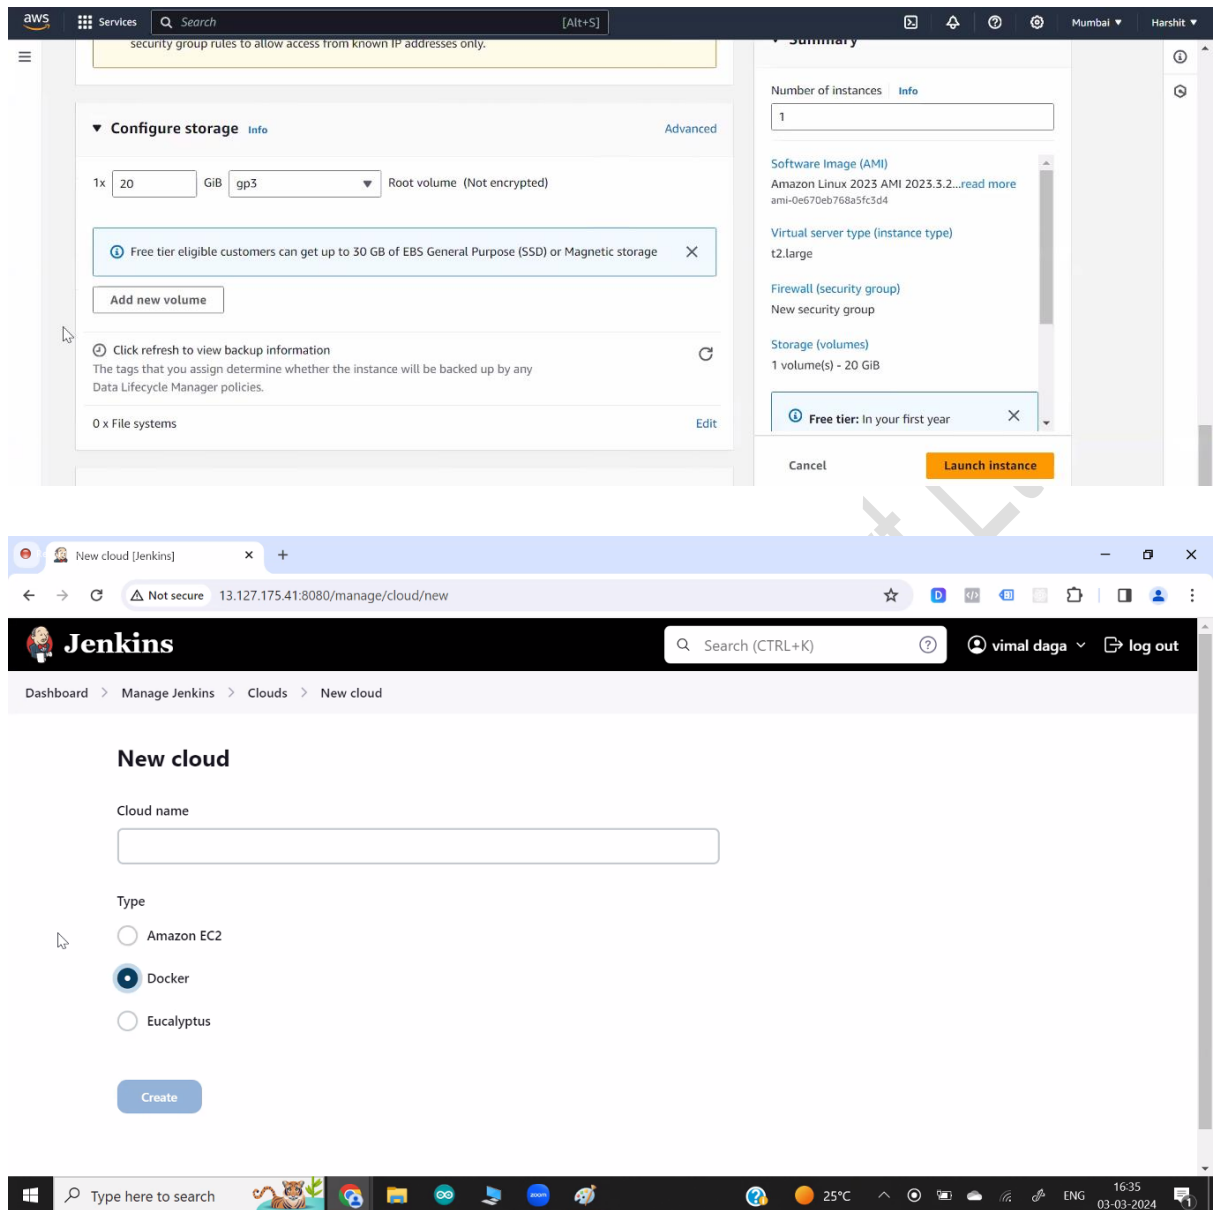 aws Services Search [Alt+S] Mumbai ▼ Harshit ▼
security group rules to allow access from known IP addresses only.
▼ Configure storage Info Advanced
1x 20 GiB gp3 Root volume (Not encrypted)
Free tier eligible customers can get up to 30 GB of EBS General Purpose (SSD) or Magnetic storage
Add new volume
Click refresh to view backup information
The tags that you assign determine whether the instance will be backed up by any
Data Lifecycle Manager policies.
0 x File systems Edit
▼ Summary
Number of instances Info
1
Software Image (AMI)
Amazon Linux 2023 AMI 2023.3.2...read more
ami-0e670eb768a5fc3d4
Virtual server type (instance type)
t2.large
Firewall (security group)
New security group
Storage (volumes)
1 volume(s) - 20 GiB
Free tier: In your first year
Cancel Launch instance
New cloud [Jenkins]
Not secure 13.127.175.41:8080/manage/cloud/new
Jenkins Search (CTRL+K) vimal daga log out
Dashboard > Manage Jenkins > Clouds > New cloud
New cloud
Cloud name
Type
Amazon EC2
Docker
Eucalyptus
Create
Type here to search zoom 25°C ENG 16:35
03-03-2024